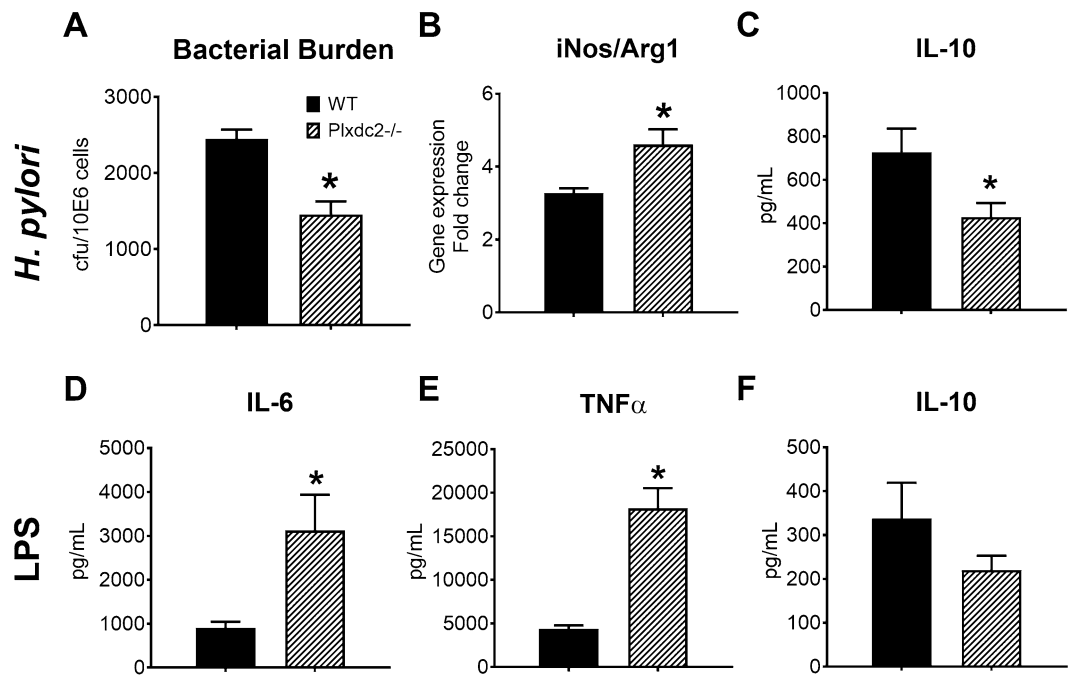 A
Bacterial Burden
3000
2000
1000
0
cfu/10E6 cells
WT
Plxdc2-/-
*
H. pylori
B
iNos/Arg1
6
4
2
0
Gene expression
Fold change
*
C
IL-10
1000
800
600
400
200
0
pg/mL
*
LPS
D
IL-6
5000
4000
3000
2000
1000
0
pg/mL
*
E
TNFα
25000
20000
15000
10000
5000
0
pg/mL
*
F
IL-10
500
400
300
200
100
0
pg/mL